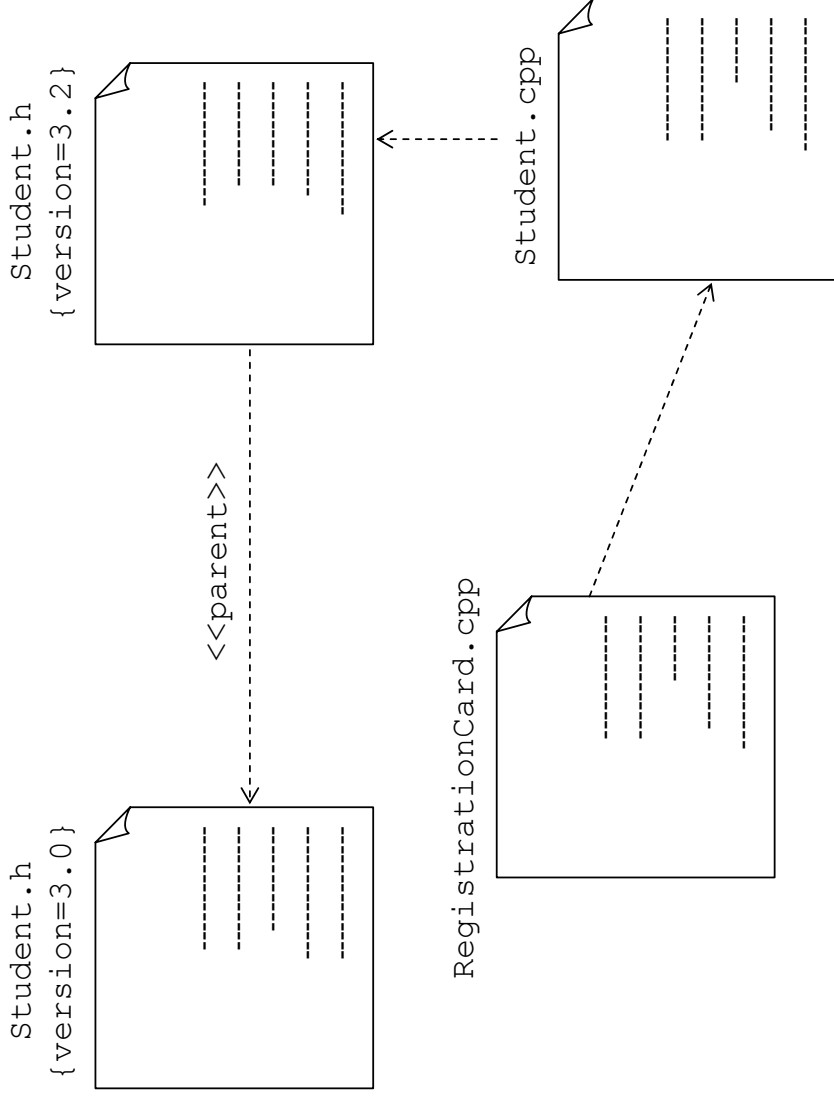 Student.h
{version=3.0}
<<parent>>
Student.h
{version=3.2}
RegistrationCard.cpp
Student.cpp